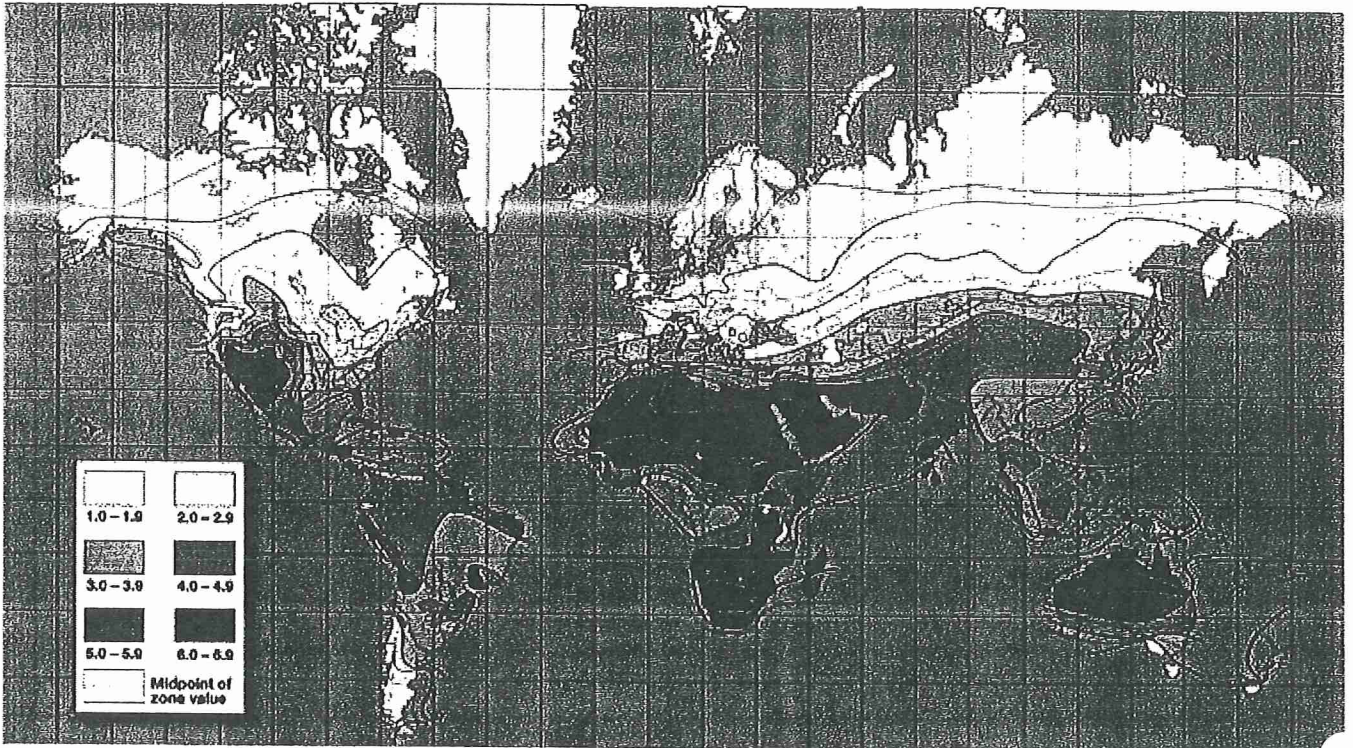 1.0 – 1.9 2.0 – 2.9
3.0 – 3.9 4.0 – 4.9
5.0 – 5.9 6.0 – 6.9
Midpoint of
zone value